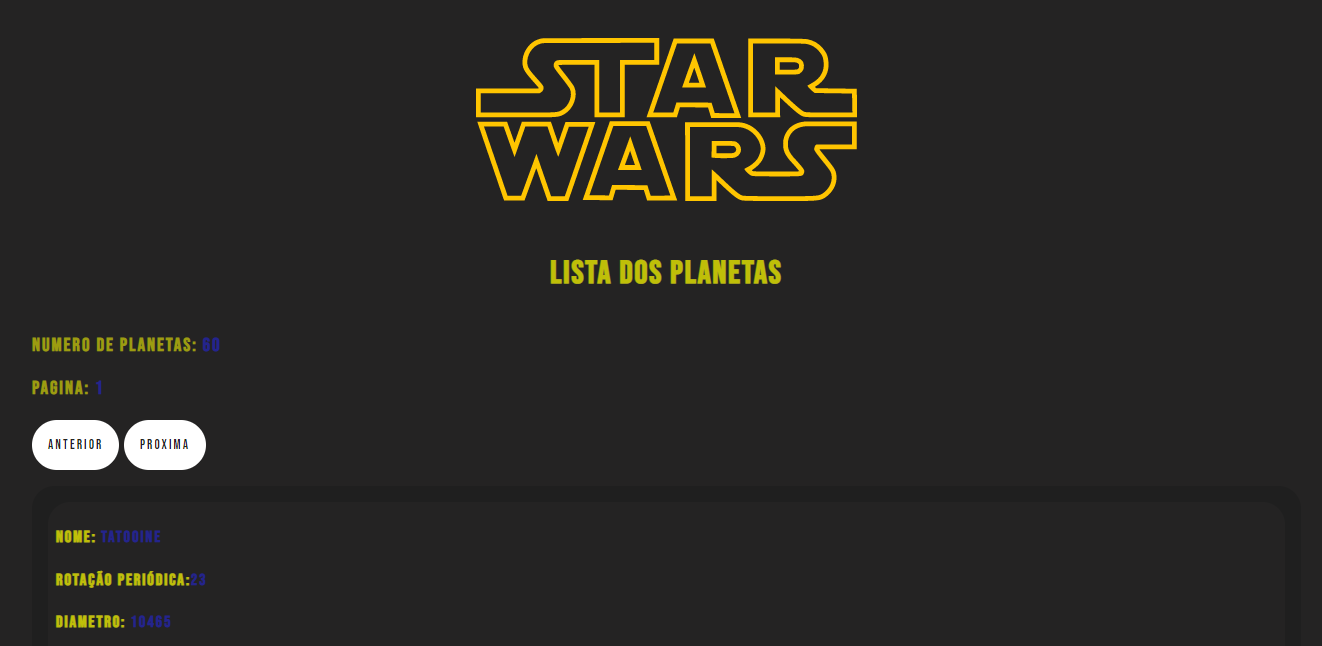 STAR
WARS
LISTA DOS PLANETAS
NUMERO DE PLANETAS: 60
PAGINA: 1
ANTERIOR PROXIMA
NOME: TATOOINE
ROTAÇÃO PERIÓDICA:23
DIAMETRO: 10465